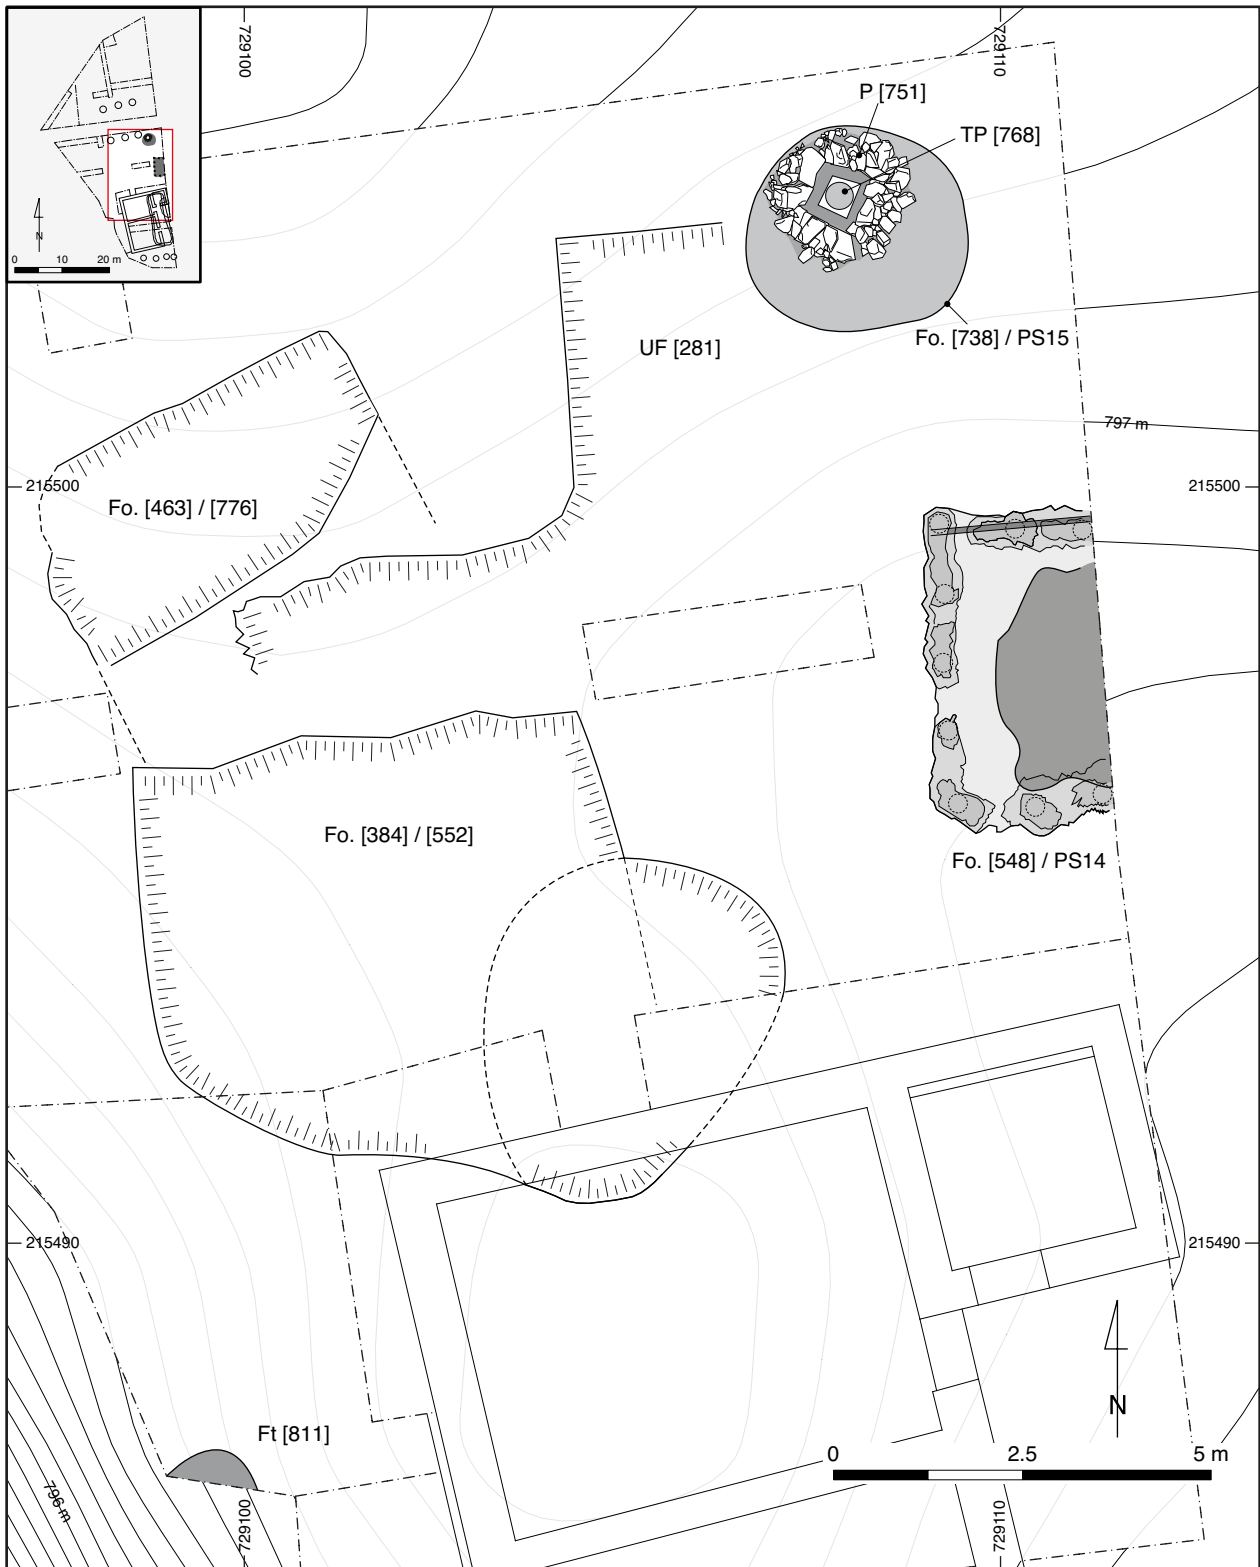 729100
729110
P [751]
TP [768]
N
0 10 20 m
Fo. [738] / PS15
UF [281]
797 m
215500
215500
Fo. [463] / [776]
Fo. [384] / [552]
Fo. [548] / PS14
215490
215490
N
Ft [811]
0 2.5 5 m
796 m
729100
729110